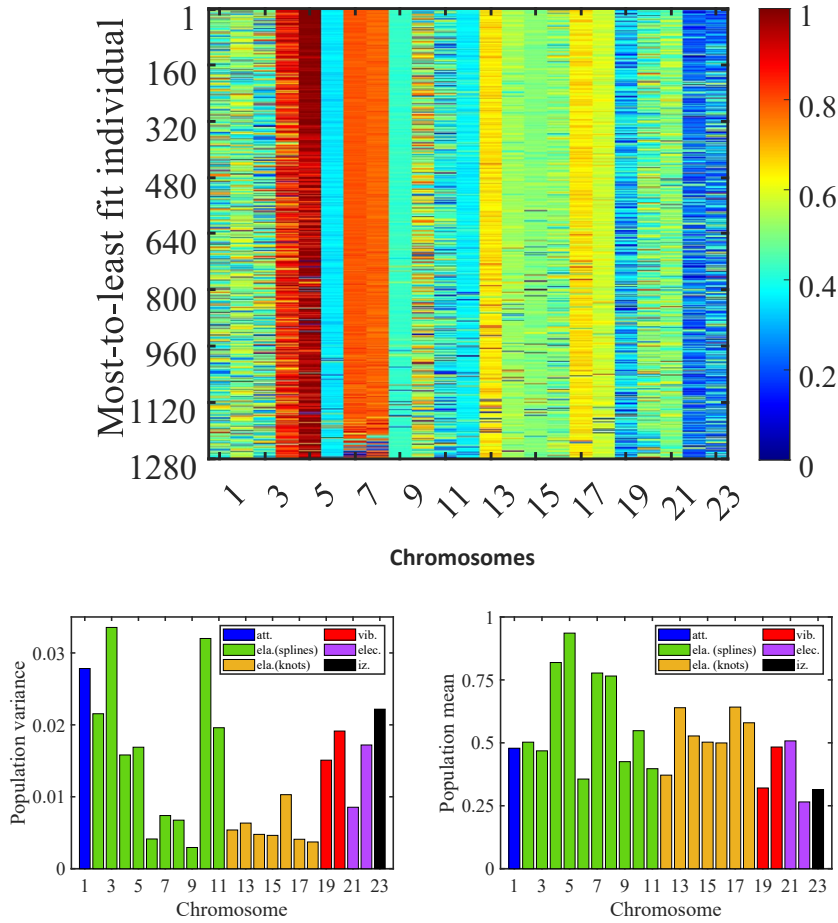 Most-to-least fit individual
1
160
320
480
640
800
960
1120
1280
1 3 5 7 9 11 13 15 17 19 21 23
Chromosomes
1
0.8
0.6
0.4
0.2
0
Population variance
0.03
0.02
0.01
0
att.
ela.(splines)
ela.(knots)
vib.
elec.
iz.
1 3 5 7 9 11 13 15 17 19 21 23
Chromosome
Population mean
1
0.75
0.5
0.25
0
att.
ela.(splines)
ela. (knots)
vib.
elec.
iz.
1 3 5 7 9 11 13 15 17 19 21 23
Chromosome